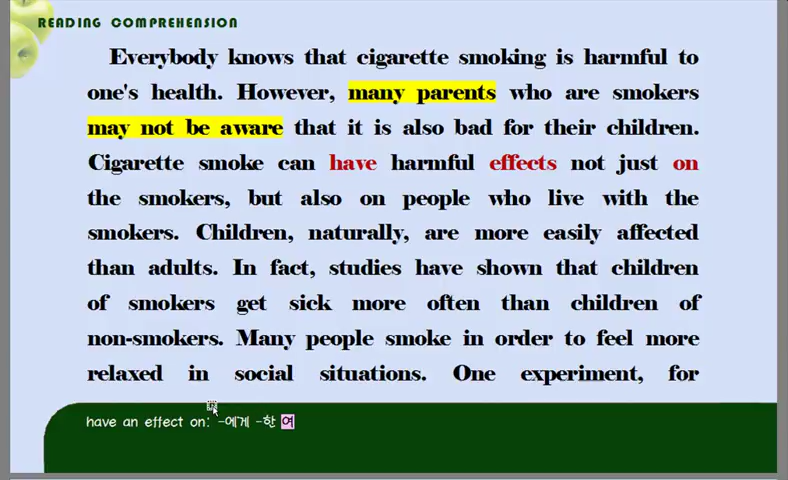 READING COMPREHENSION
Everybody knows that cigarette smoking is harmful to
one's health. However, many parents who are smokers
may not be aware that it is also bad for their children.
Cigarette smoke can have harmful effects not just on
the smokers, but also on people who live with the
smokers. Children, naturally, are more easily affected
than adults. In fact, studies have shown that children
of smokers get sick more often than children of
non-smokers. Many people smoke in order to feel more
relaxed in social situations. One experiment, for
have an effect on: -에게 -한 여